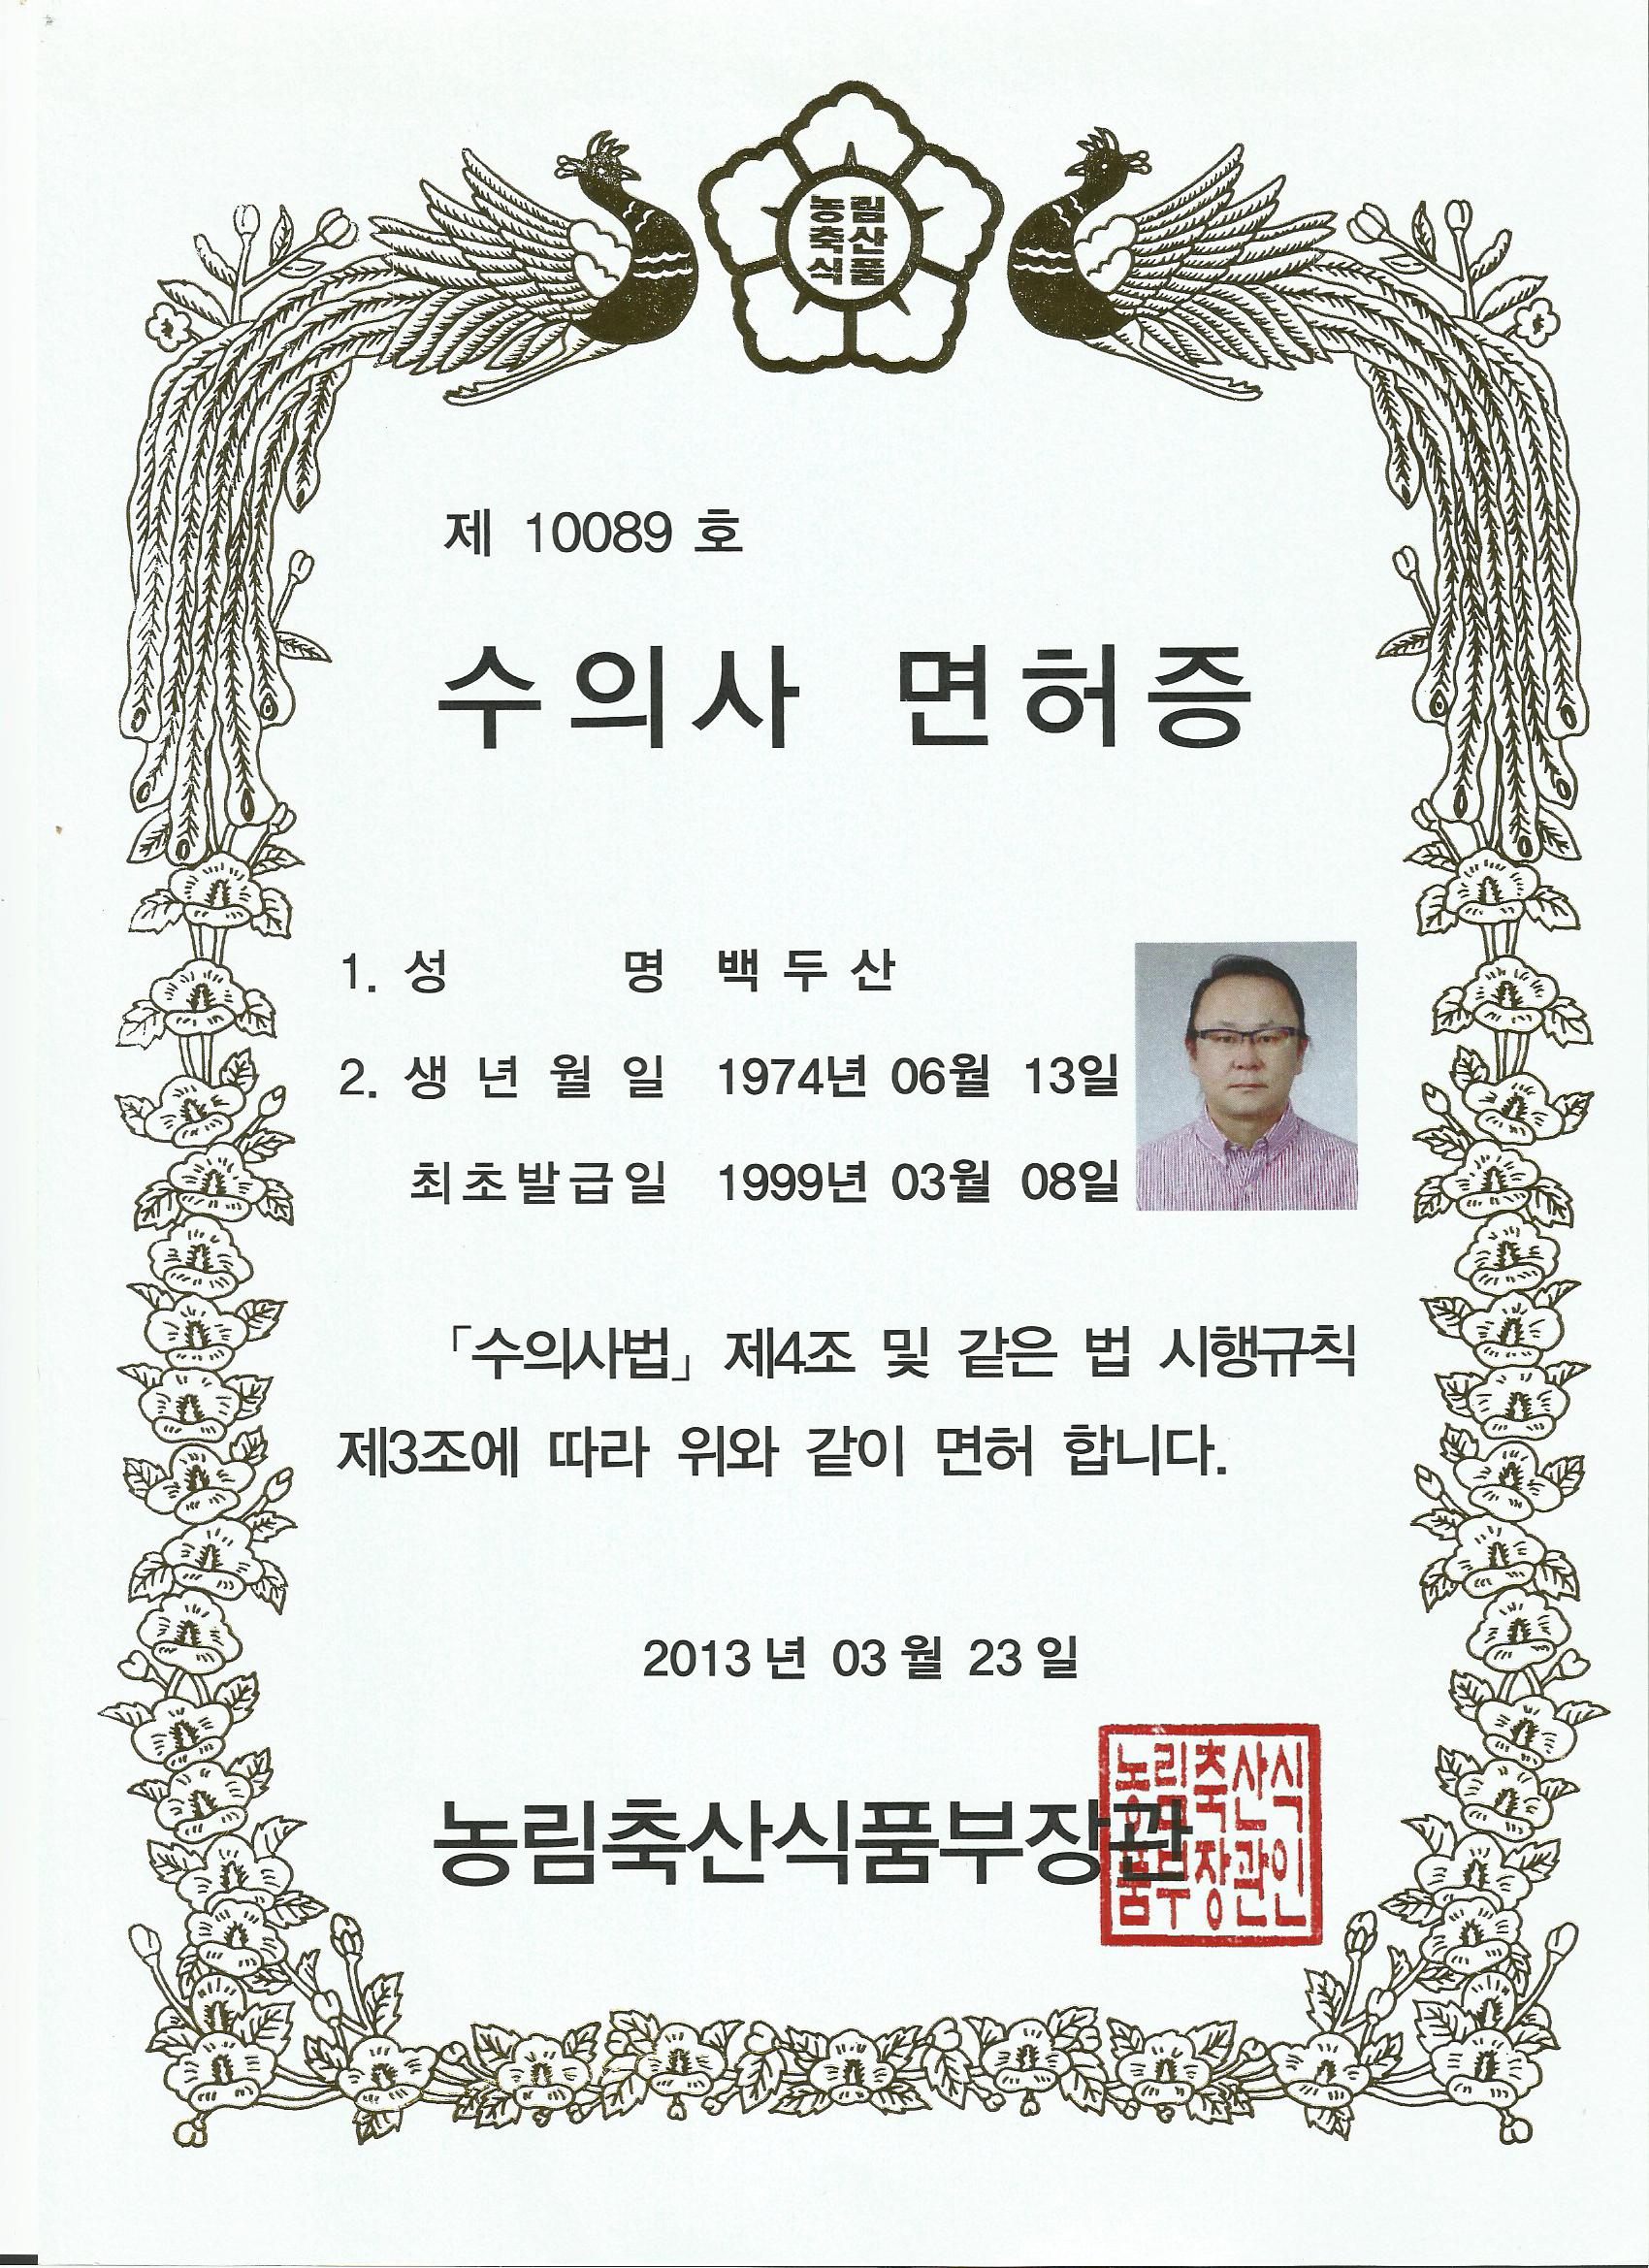 농림
축산
식품
제 10089 호
수의사 면허증
1. 성 명 백 두 산
2. 생 년 월 일 1974년 06월 13일
최초발급일 1999년 03월 08일
「수의사법」 제4조 및 같은 법 시행규칙
제3조에 따라 위와 같이 면허 합니다.
2013 년 03 월 23 일
농림축산식품부장관
농림축산식
품부장관인